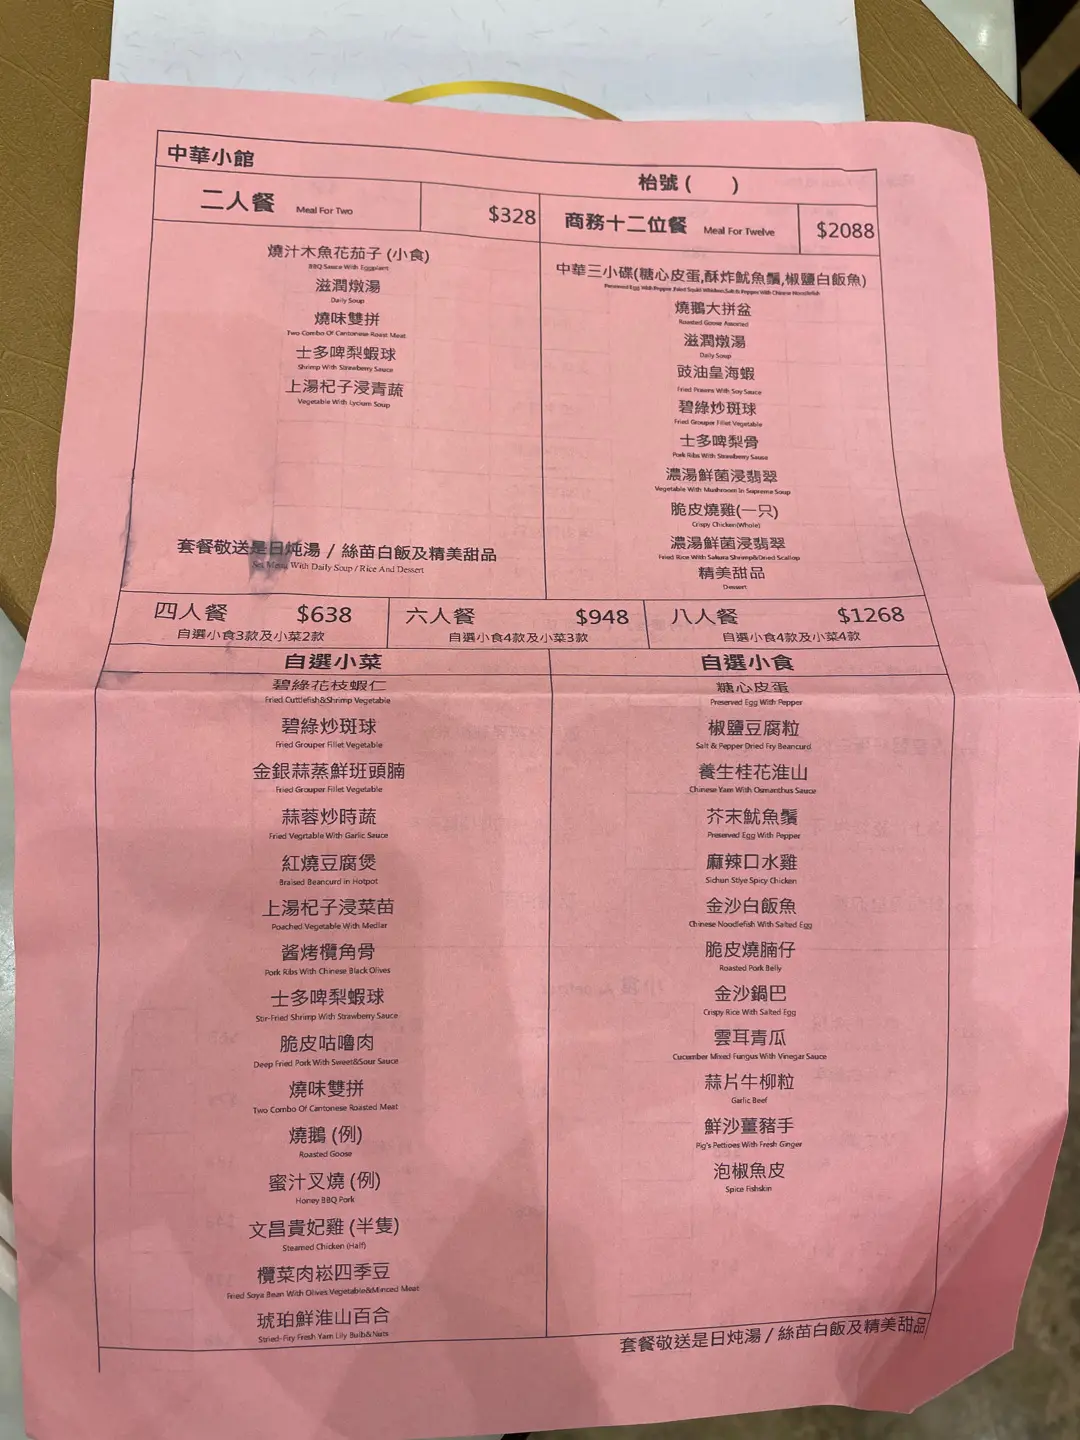 中華小館
枱號 (      )
二人餐 Meal For Two $328
燒汁木魚花茄子 (小食)
BBQ Sauce With Eggplant
滋潤燉湯
Daily Soup
燒味雙拼
Two Combo Of Cantonese Roast Meat
士多啤梨蝦球
Shrimp With Strawberry Sauce
上湯杞子浸青蔬
Vegetable With Lycium Soup
套餐敬送是日炖湯 / 絲苗白飯及精美甜品
Set Menu With Daily Soup / Rice And Dessert
商務十二位餐 Meal For Twelve $2088
中華三小碟(糖心皮蛋,酥炸魷魚鬚,椒鹽白飯魚)
燒鵝大拼盆
Roasted Goose Assorted
滋潤燉湯
Daily Soup
豉油皇海蝦
Fried Prawns With Soy Sauce
碧綠炒斑球
Fried Grouper Fillet Vegetable
士多啤梨骨
Pork Ribs With Strawberry Sauce
濃湯鮮菌浸翡翠
Vegetable With Mushroom In Supreme Soup
脆皮燒雞(一只)
Crispy Chicken(Whole)
濃湯鮮菌浸翡翠
Fried Rice With Sakura Shrimp&Dried Scallop
精美甜品
Dessert
四人餐 $638
自選小食3款及小菜2款
六人餐 $948
自選小食4款及小菜3款
八人餐 $1268
自選小食4款及小菜4款
自選小菜
碧綠花枝蝦仁
Fried Cuttlefish&Shrimp Vegetable
碧綠炒斑球
Fried Grouper Fillet Vegetable
金銀蒜蒸鮮班頭腩
Fried Grouper Fillet Vegetable
蒜蓉炒時蔬
Fried Vegrtable With Garlic Sauce
紅燒豆腐煲
Braised Beancurd in Hotpot
上湯杞子浸菜苗
Poached Vegetable With Medlar
酱烤欖角骨
Pork Ribs With Chinese Black Olives
士多啤梨蝦球
Stir-Fried Shrimp With Strawberry Sauce
脆皮咕嚕肉
Deep Fried Pork With Sweet&Sour Sauce
燒味雙拼
Two Combo Of Cantonese Roasted Meat
燒鵝 (例)
Roasted Goose
蜜汁叉燒 (例)
Honey BBQ Pork
文昌貴妃雞 (半隻)
Steamed Chicken (Half)
欖菜肉崧四季豆
Fried Soya Bean With Olives Vegetable&Minced Meat
琥珀鮮淮山百合
Stried-Firy Fresh Yam Lily Bulb&Nuts
自選小食
糖心皮蛋
Preserved Egg With Pepper
椒鹽豆腐粒
Salt & Pepper Dried Fry Beancurd
養生桂花淮山
Chinese Yam With Osmanthus Sauce
芥末魷魚鬚
Preserved Egg With Pepper
麻辣口水雞
Sichun Stlye Spicy Chicken
金沙白飯魚
Chinese Noodlefish With Salted Egg
脆皮燒腩仔
Roasted Pork Belly
金沙鍋巴
Crispy Rice With Salted Egg
雲耳青瓜
Cucember Mixed Fungus With Vinegar Sauce
蒜片牛柳粒
Garlic Beef
鮮沙薑豬手
Pig's Pettioes With Fresh Ginger
泡椒魚皮
Spice Fishskin
套餐敬送是日炖湯 / 絲苗白飯及精美甜品